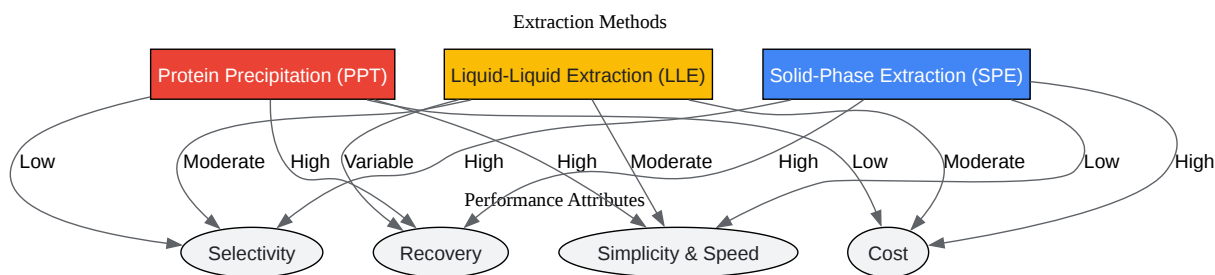 Extraction Methods
Protein Precipitation (PPT)
Liquid-Liquid Extraction (LLE)
Solid-Phase Extraction (SPE)
Low
Moderate
High
Variable
High
High
Moderate
High
Low
Moderate
Low
High
Performance Attributes
Selectivity
Recovery
Simplicity & Speed
Cost